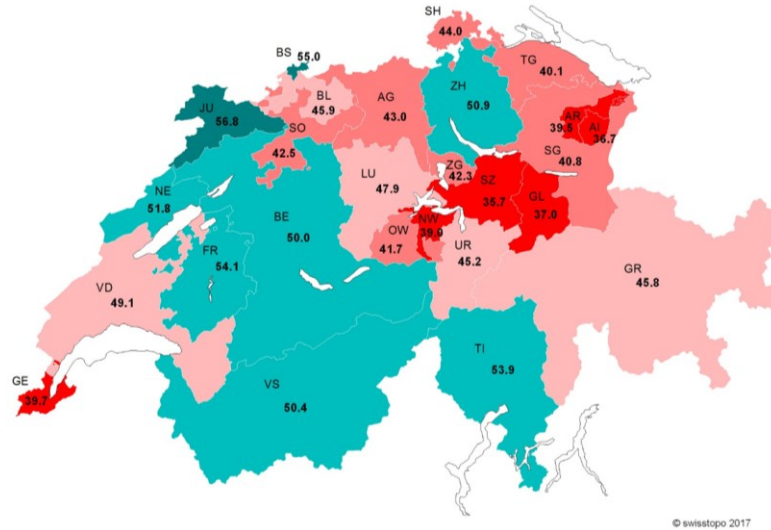 SH
44.0
BS 55.0
TG
40.1
BL
45.9
AG
43.0
ZH
50.9
JU
56.8
SO
42.5
AR
39.5
AI
36.7
SG
40.8
ZG
42.3
SZ
35.7
GL
37.0
LU
47.9
NE
51.8
BE
50.0
NW
39.0
OW
41.7
UR
45.2
FR
54.1
GR
45.8
VD
49.1
TI
53.9
GE
39.7
VS
50.4
© swisstopo 2017